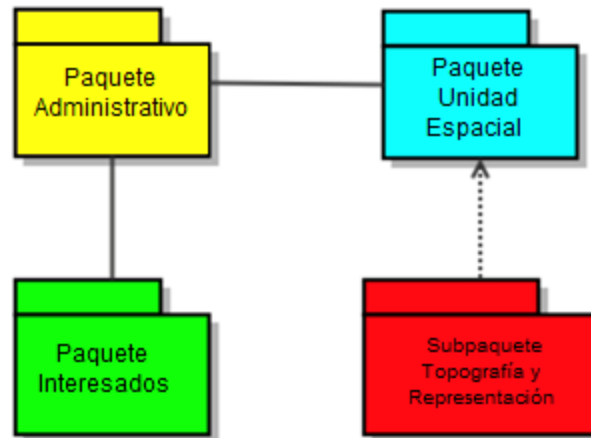 Paquete
Administrativo
Paquete
Unidad
Espacial
Paquete
Interesados
Subpaquete
Topografía y
Representación